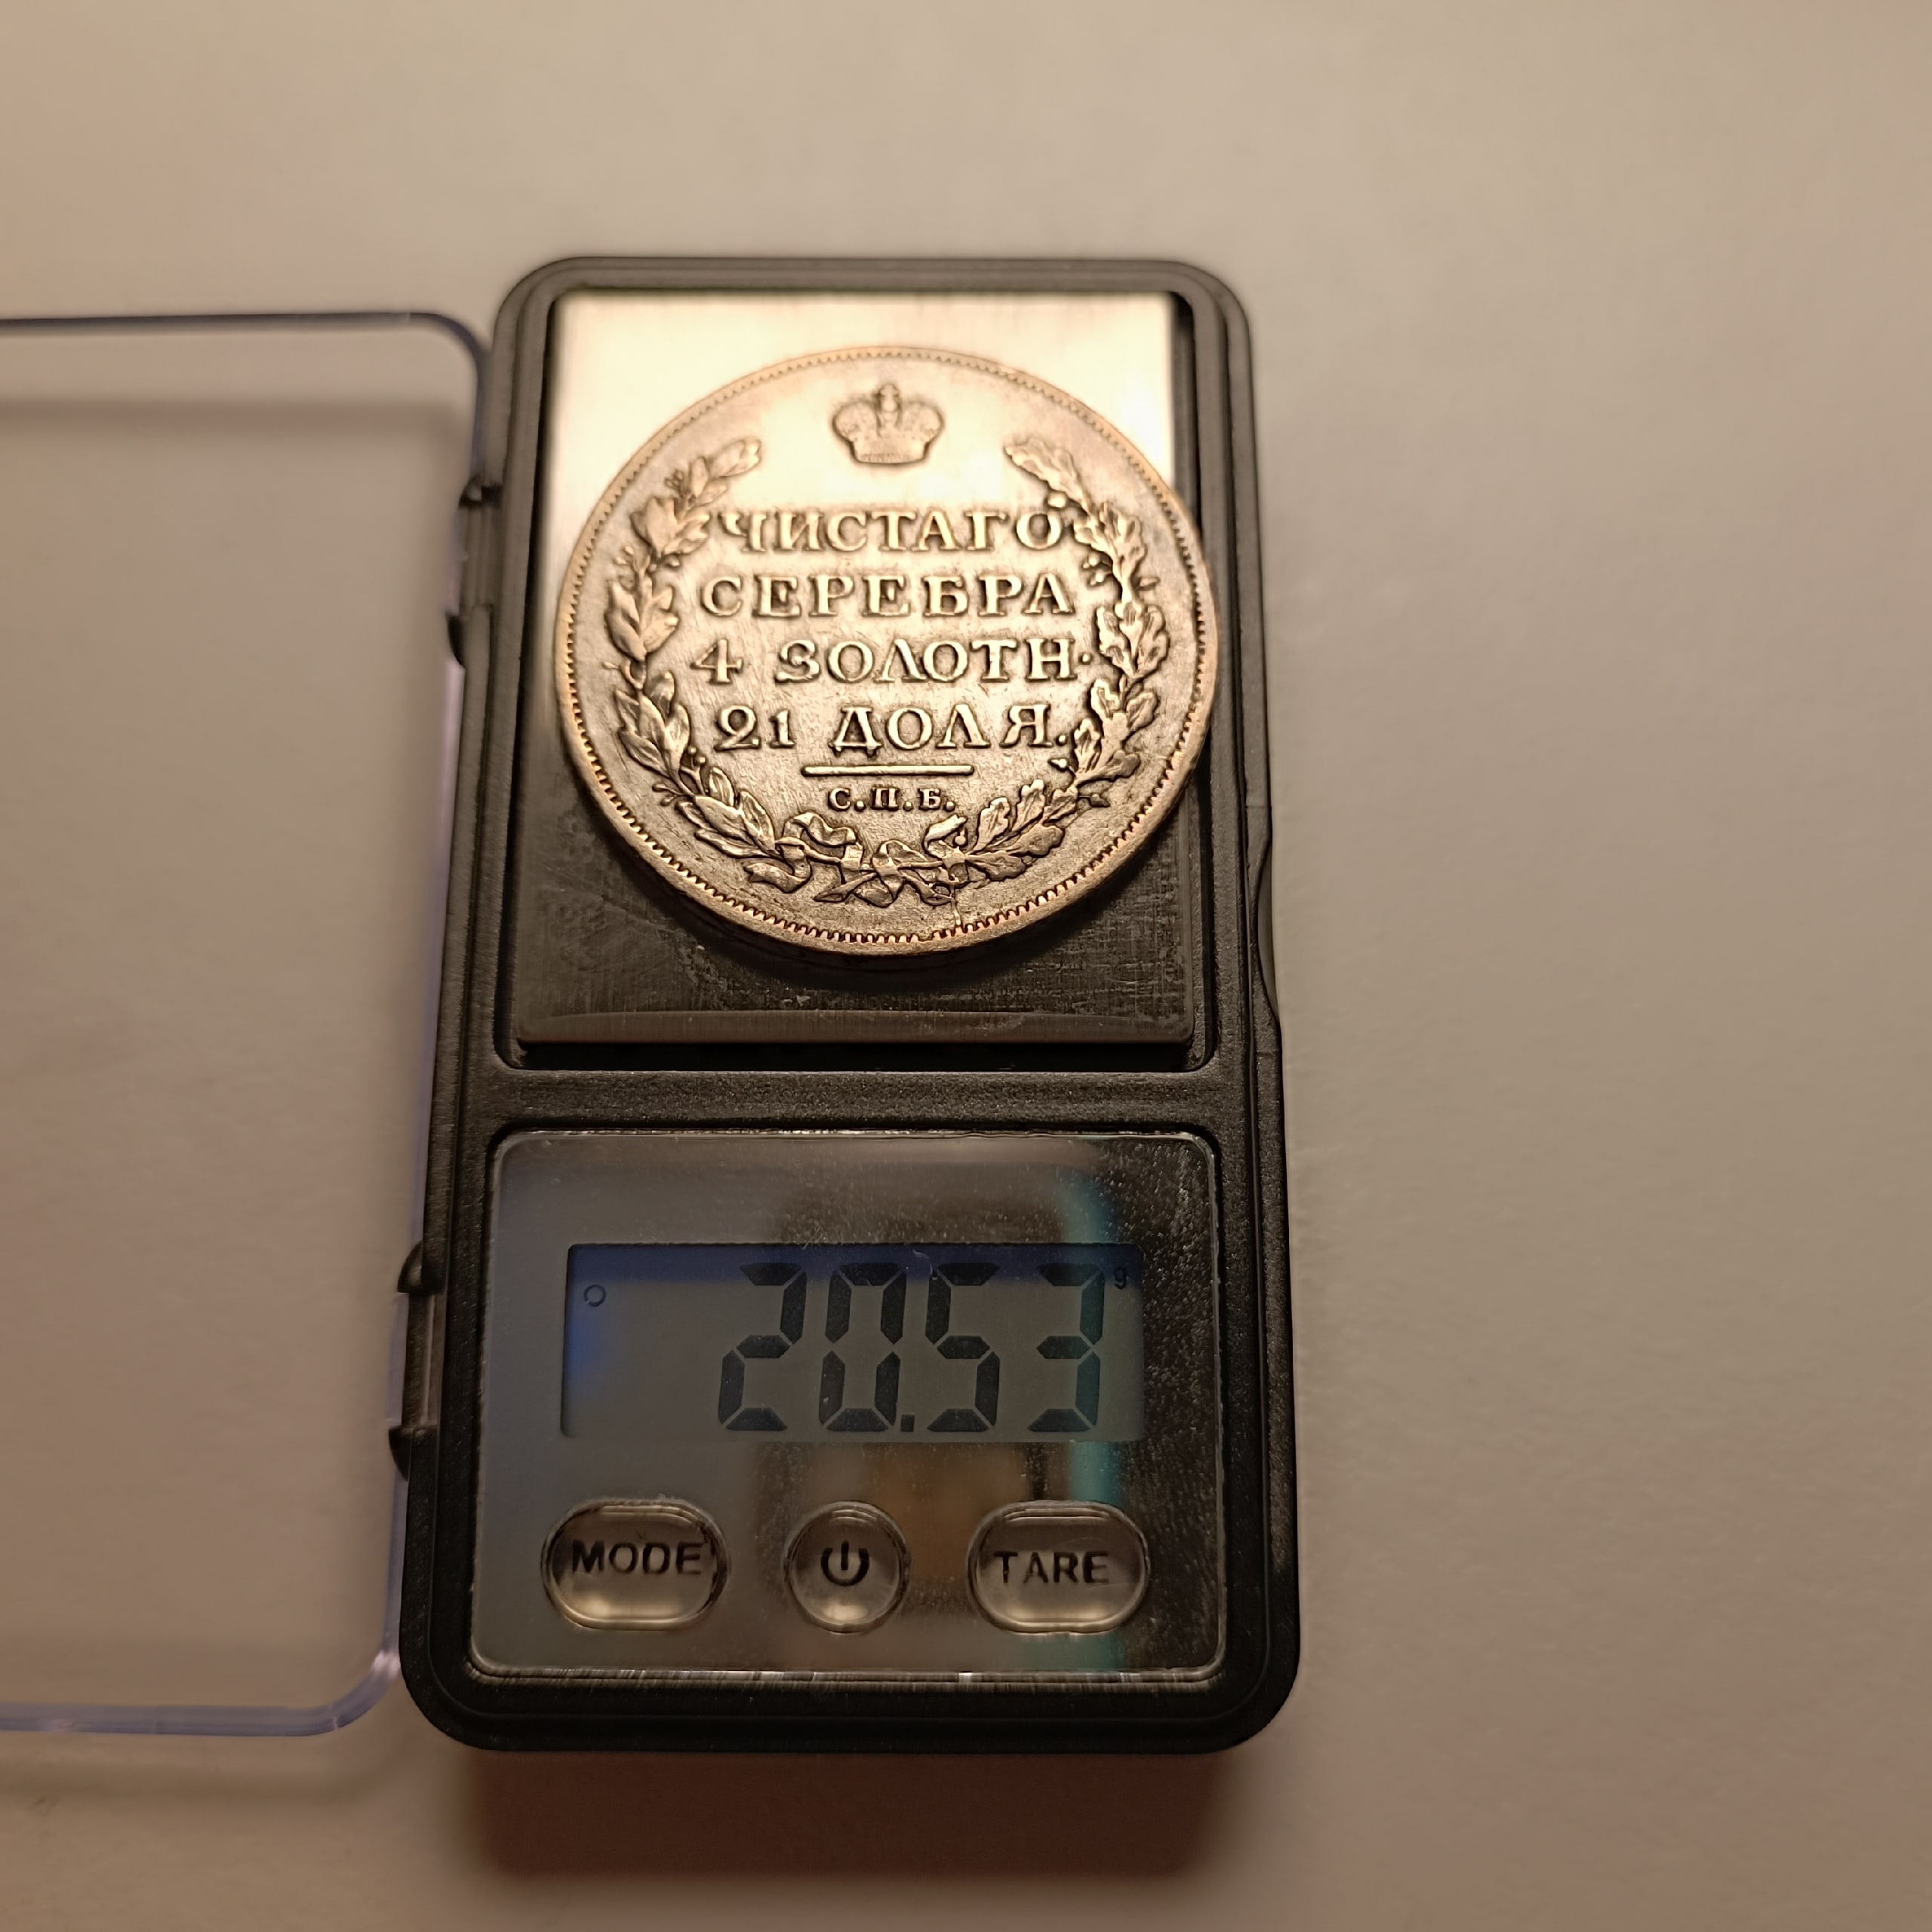 ЧИСТАГО
СЕРЕБРА
4 ЗОЛОТН·
21 ДОЛЯ.
С.П.Б.
20.53 g
MODE TARE